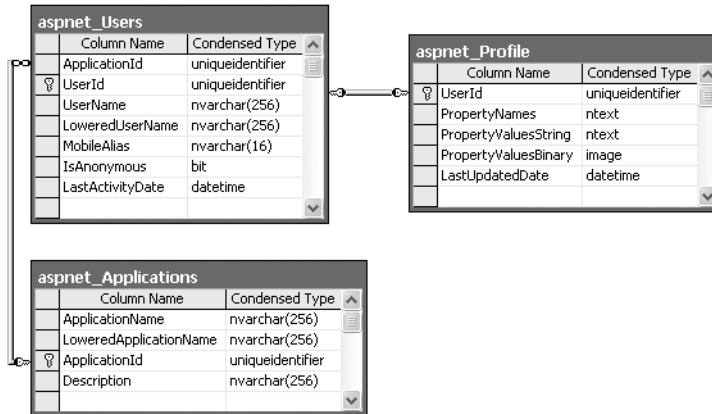 aspnet_Users
Column Name Condensed Type
ApplicationId uniqueidentifier
UserId uniqueidentifier
UserName nvarchar(256)
LoweredUserName nvarchar(256)
MobileAlias nvarchar(16)
IsAnonymous bit
LastActivityDate datetime
aspnet_Profile
Column Name Condensed Type
UserId uniqueidentifier
PropertyNames ntext
PropertyValuesString ntext
PropertyValuesBinary image
LastUpdatedDate datetime
aspnet_Applications
Column Name Condensed Type
ApplicationName nvarchar(256)
LoweredApplicationName nvarchar(256)
ApplicationId uniqueidentifier
Description nvarchar(256)